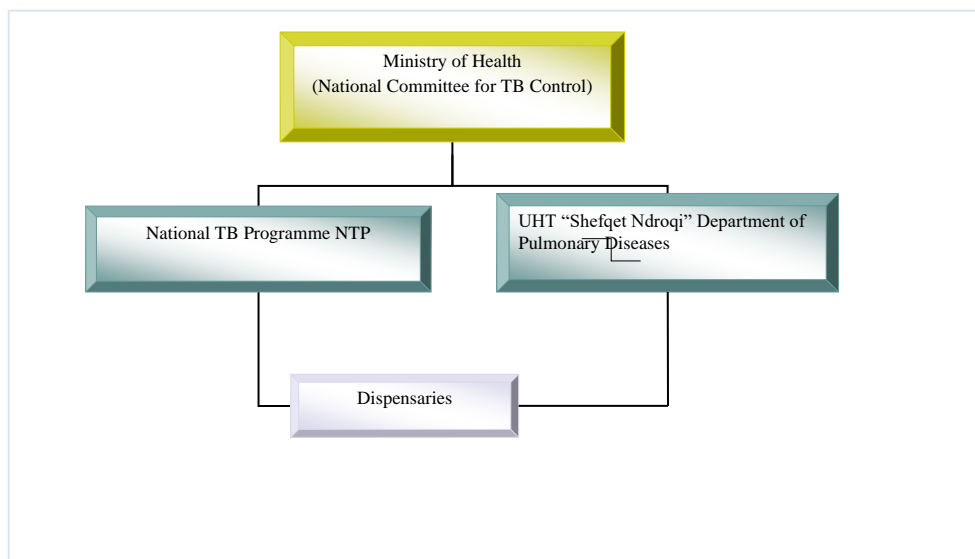 Ministry of Health
(National Committee for TB Control)
National TB Programme NTP
UHT “Shefqet Ndroqi” Department of
Pulmonary Diseases
Dispensaries